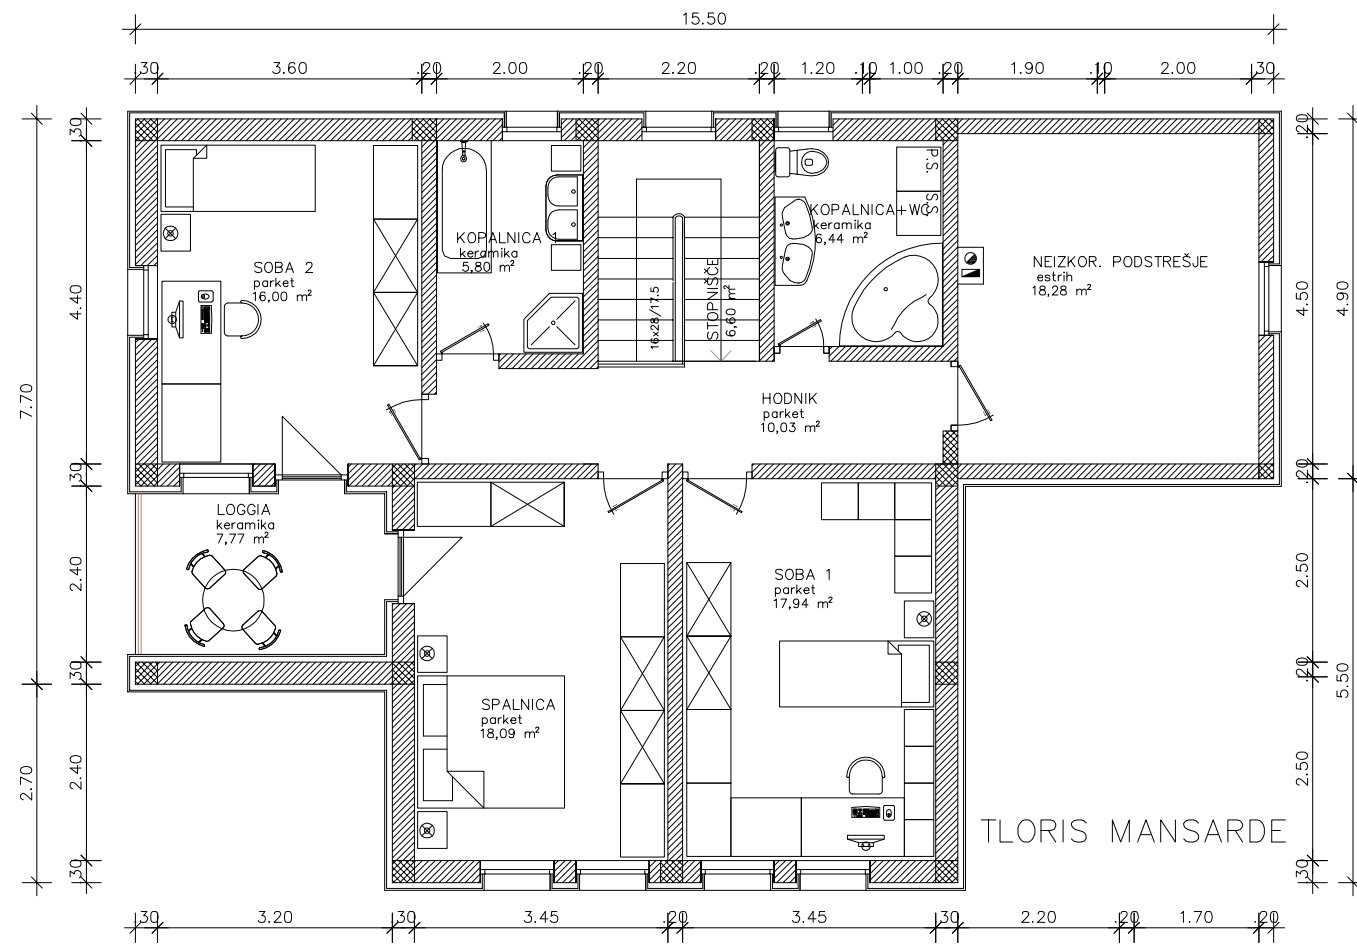 15.50
.30 3.60 .20 2.00 .20 2.20 .20 1.20 .10 1.00 .20 1.90 .10 2.00 .30
7.70
2.70
.30
4.40
.30
2.40
.30
2.40
.30
SOBA 2
parket
16,00 m²
KOPALNICA 1
keramika
5,80 m²
16x28/17.5
STOPNIŠČE
6,60 m²
KOPALNICA+WC
keramika
6,44 m²
P.S.
S.S.
NEIZKOR. PODSTREŠJE
estrih
18,28 m²
HODNIK
parket
10,03 m²
LOGGIA
keramika
7,77 m²
SOBA 1
parket
17,94 m²
SPALNICA
parket
18,09 m²
.20
4.50
.20
2.50
.20
2.50
.30
4.90
5.50
TLORIS MANSARDE
.30 3.20 .30 3.45 .20 3.45 .30 2.20 .20 1.70 .20